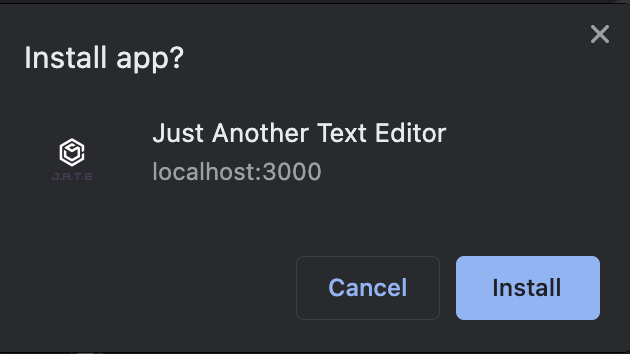 Install app?
Just Another Text Editor
J.A.T.E
localhost:3000
Cancel
Install